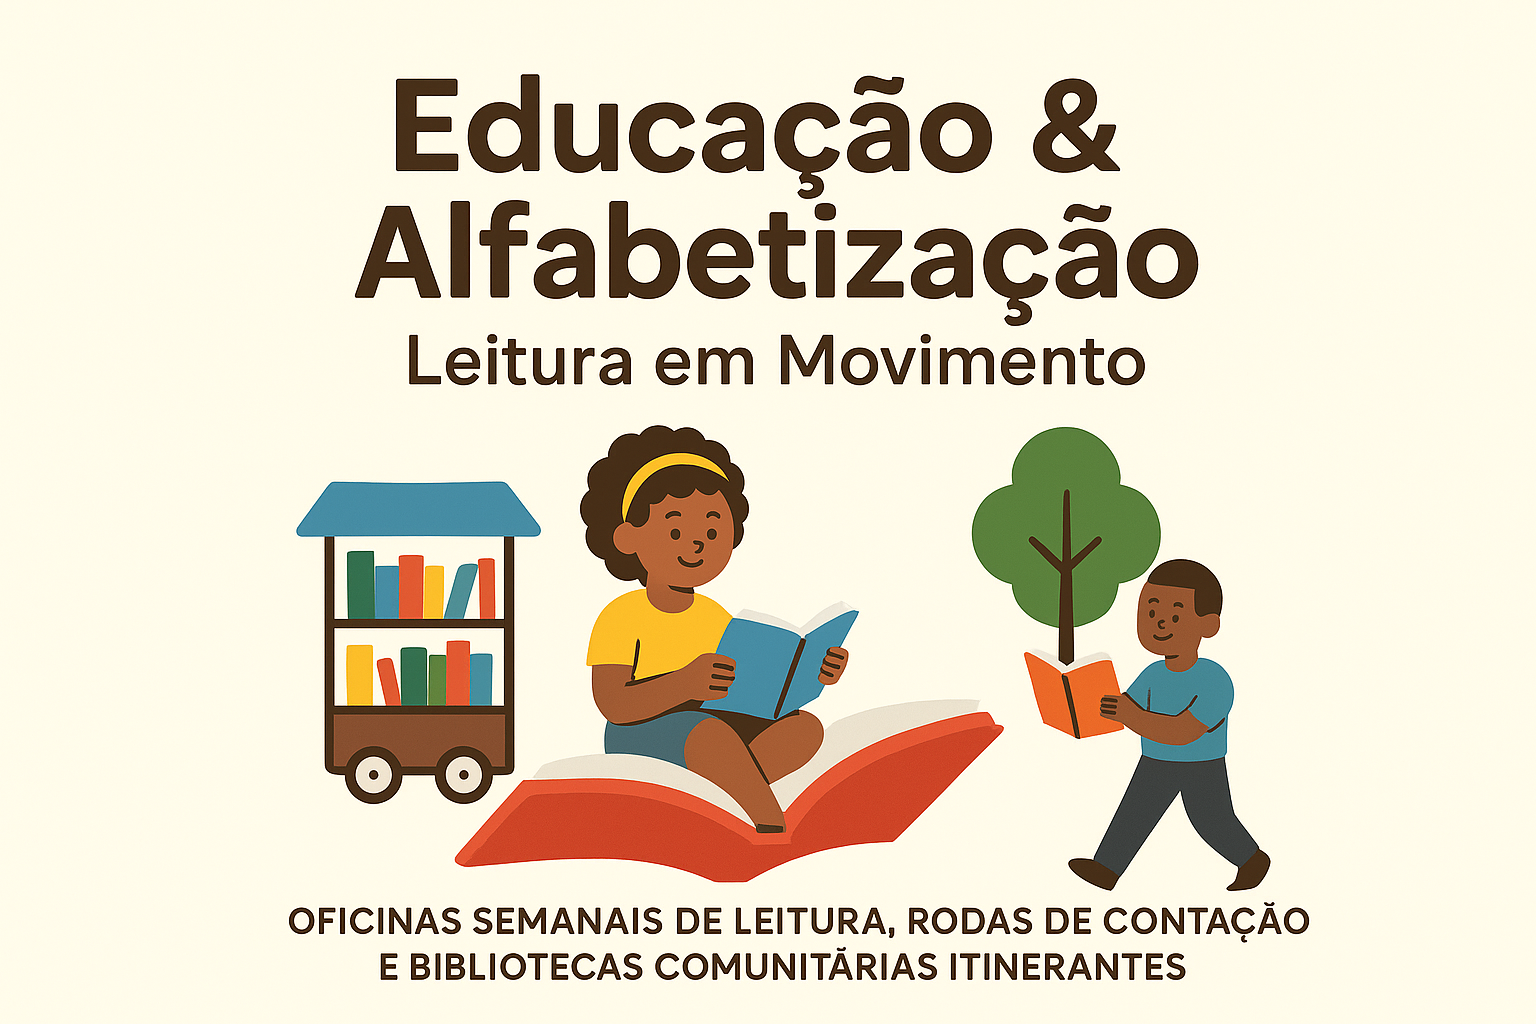 Educação &
Alfabetização
Leitura em Movimento
OFICINAS SEMANAIS DE LEITURA, RODAS DE CONTAÇÃO
E BIBLIOTECAS COMUNITÁRIAS ITINERANTES